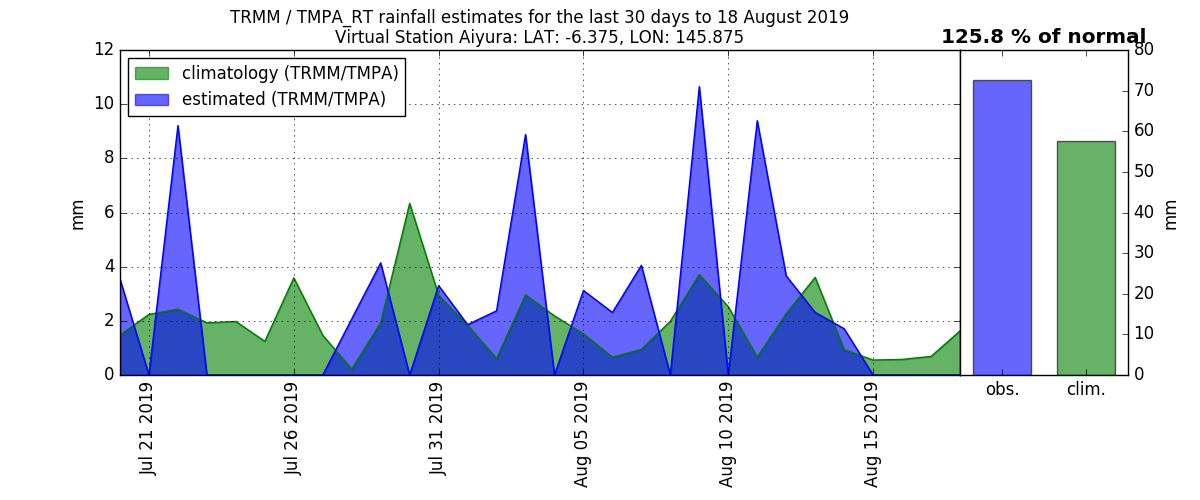 TRMM / TMPA_RT rainfall estimates for the last 30 days to 18 August 2019
Virtual Station Aiyura: LAT: -6.375, LON: 145.875
125.8 % of normal
climatology (TRMM/TMPA)
estimated (TRMM/TMPA)
12
10
8
6
4
2
0
mm
80
70
60
50
40
30
20
10
0
mm
obs.
clim.
Jul 21 2019
Jul 26 2019
Jul 31 2019
Aug 05 2019
Aug 10 2019
Aug 15 2019